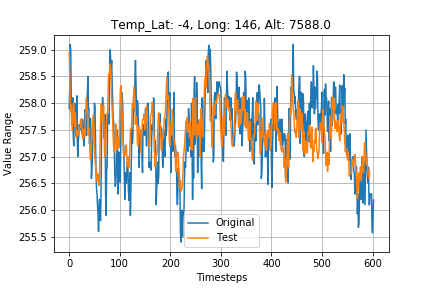 Temp_Lat: -4, Long: 146, Alt: 7588.0
Value Range
259.0
258.5
258.0
257.5
257.0
256.5
256.0
255.5
Original
Test
0 100 200 300 400 500 600
Timesteps